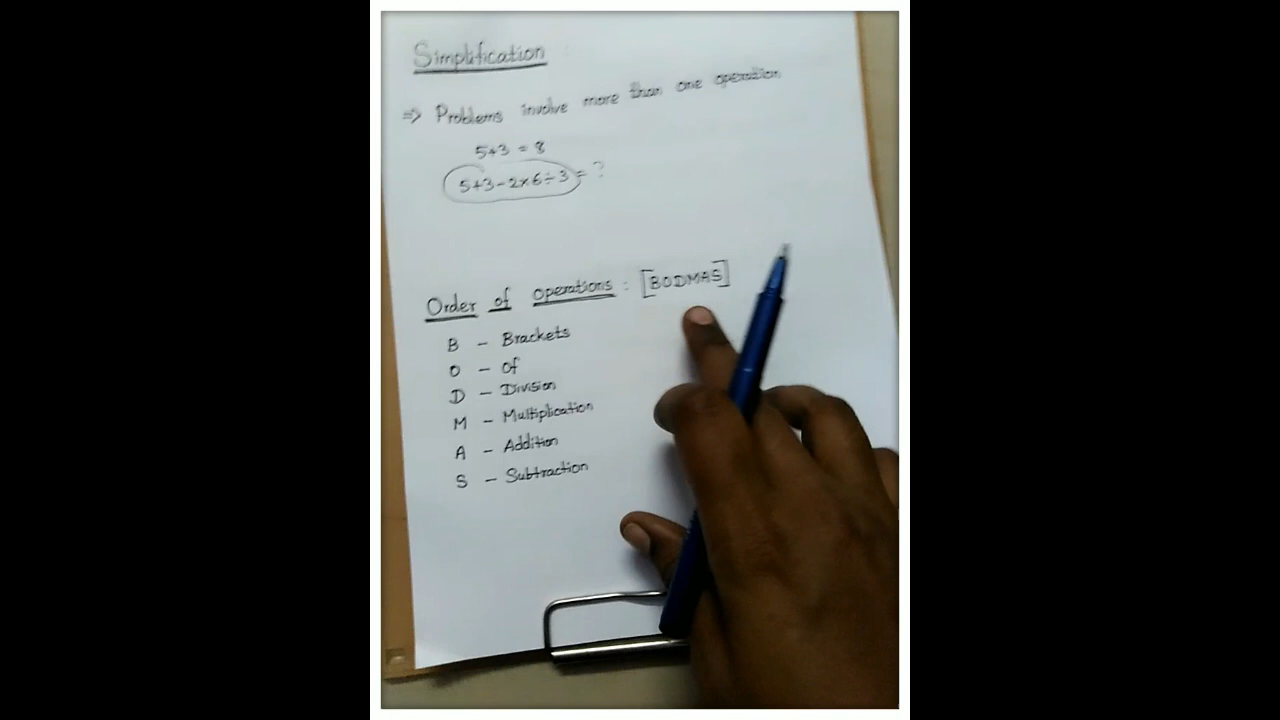 Simplification :
⇒ Problems involve more than one operation
5+3 = 8
5+3-2×6÷3 = ?
Order of operations : [BODMAS]
B - Brackets
O - Of
D - Division
M - Multiplication
A - Addition
S - Subtraction